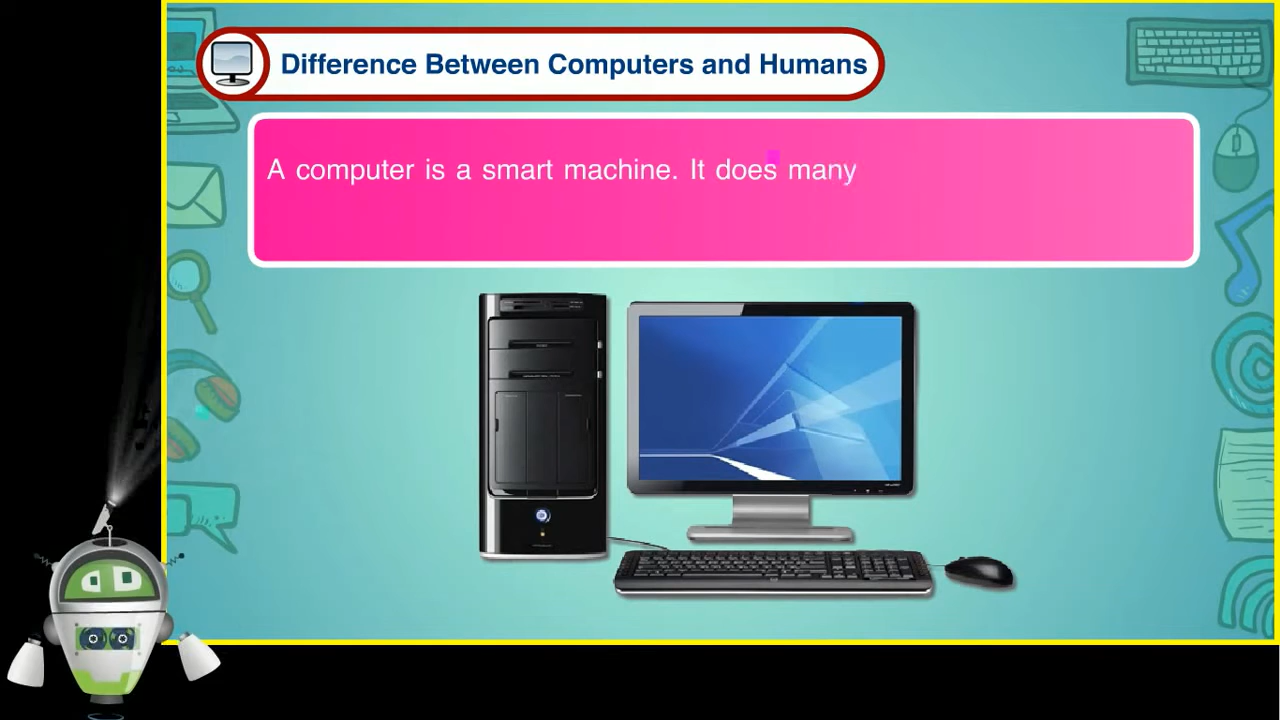 Difference Between Computers and Humans
A computer is a smart machine. It does many